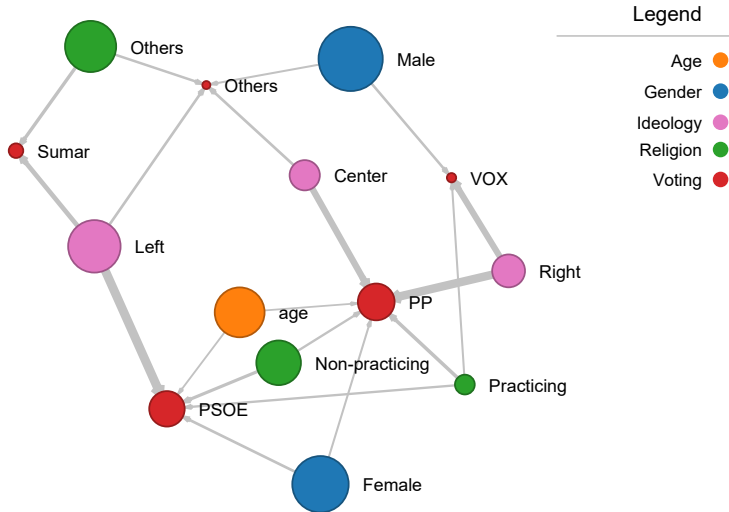 Legend
Others
Male
Age
Others
Gender
Ideology
Sumar
Religion
Center
VOX
Voting
Left
Right
age
PP
Non-practicing
Practicing
PSOE
Female